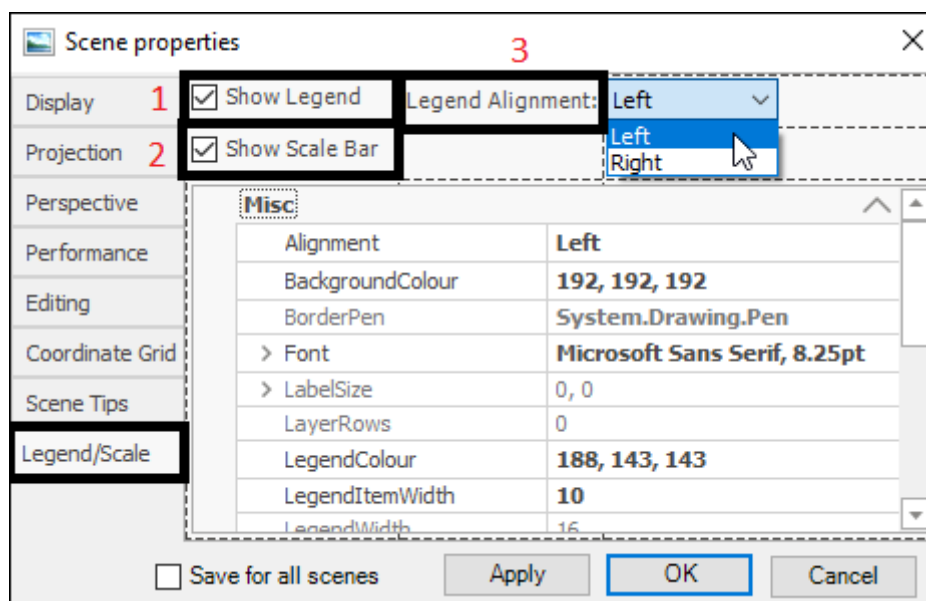 Scene properties
3
Display
1
Show Legend
Legend Alignment:
Left
Left
Right
Projection
2
Show Scale Bar
Perspective
Performance
Editing
Coordinate Grid
Scene Tips
Legend/Scale
Misc
Alignment Left
BackgroundColour 192, 192, 192
BorderPen System.Drawing.Pen
Font Microsoft Sans Serif, 8.25pt
LabelSize 0, 0
LayerRows 0
LegendColour 188, 143, 143
LegendItemWidth 10
LegendWidth 16
Save for all scenes
Apply
OK
Cancel